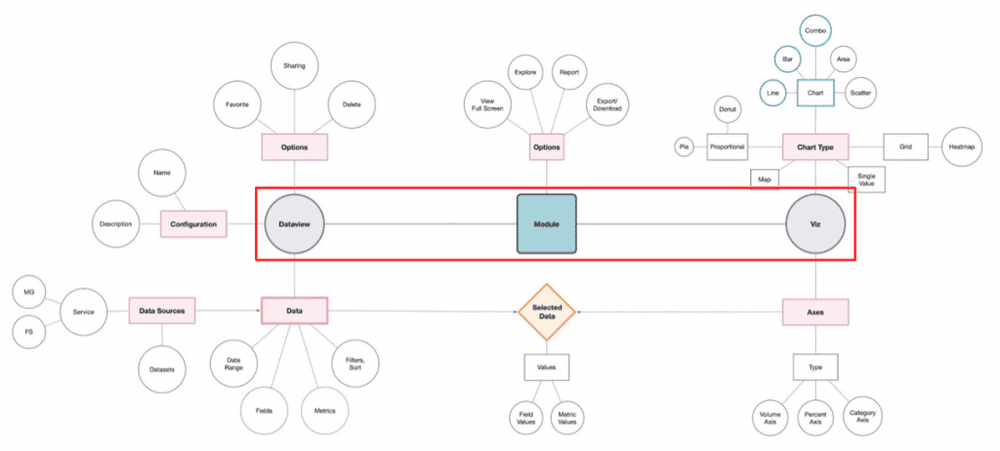 Combo
Bar
Area
Line
Chart
Scatter
Sharing
Favorite
Delete
Options
Explore
Report
View
Full Screen
Export/
Download
Options
Donut
Pie
Proportional
Chart Type
Grid
Heatmap
Map
Single
Value
Name
Description
Configuration
Dataview
Module
Viz
MG
FS
Service
Data Sources
Data
Selected
Data
Axes
Datasets
Date
Range
Filters,
Sort
Fields
Metrics
Values
Field
Values
Metric
Values
Type
Volume
Axis
Percent
Axis
Category
Axis